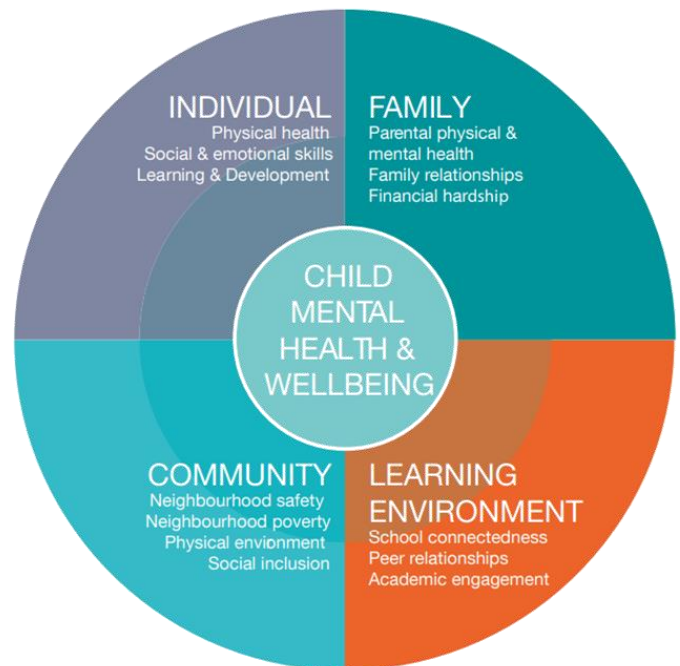 INDIVIDUAL
Physical health
Social & emotional skills
Learning & Development
FAMILY
Parental physical &
mental health
Family relationships
Financial hardship
CHILD
MENTAL
HEALTH &
WELLBEING
COMMUNITY
Neighbourhood safety
Neighbourhood poverty
Physical envionment
Social inclusion
LEARNING
ENVIRONMENT
School connectedness
Peer relationships
Academic engagement